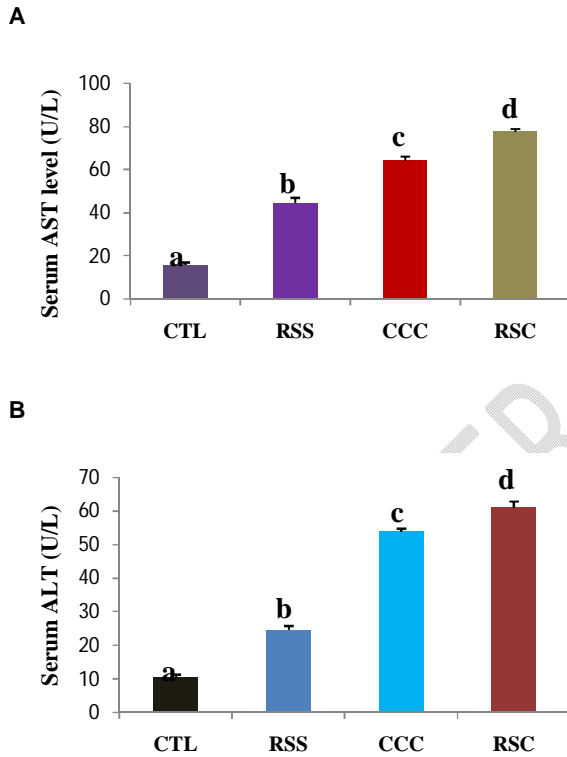 A
Serum AST level (U/L)
100
80
60
40
20
0
a
b
c
d
CTL RSS CCC RSC
B
Serum ALT (U/L)
70
60
50
40
30
20
10
0
a
b
c
d
CTL RSS CCC RSC